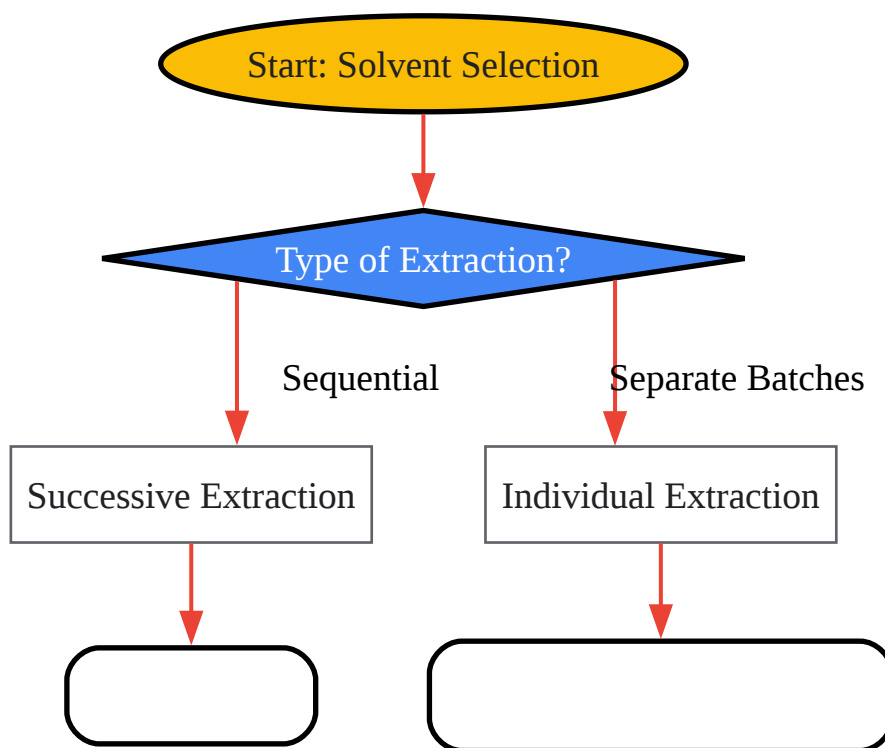 Start: Solvent Selection
Type of Extraction?
Sequential
Separate Batches
Successive Extraction
Individual Extraction